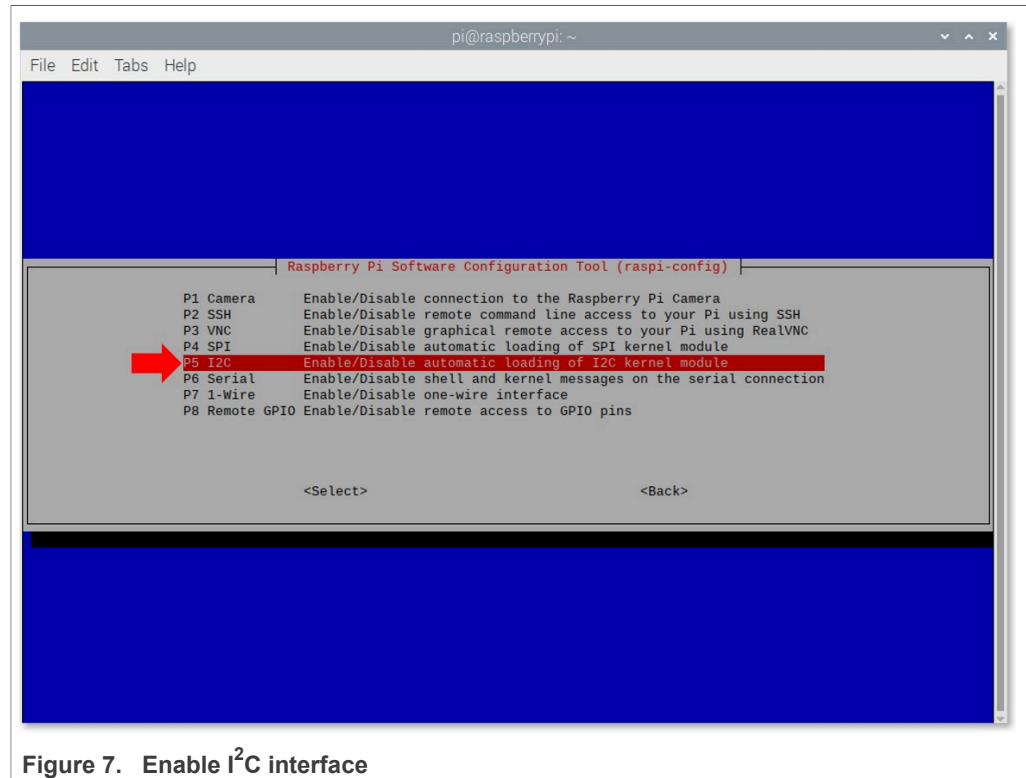 pi@raspberrypi: ~
File Edit Tabs Help
Raspberry Pi Software Configuration Tool (raspi-config)
P1 Camera Enable/Disable connection to the Raspberry Pi Camera
P2 SSH Enable/Disable remote command line access to your Pi using SSH
P3 VNC Enable/Disable graphical remote access to your Pi using RealVNC
P4 SPI Enable/Disable automatic loading of SPI kernel module
P5 I2C Enable/Disable automatic loading of I2C kernel module
P6 Serial Enable/Disable shell and kernel messages on the serial connection
P7 1-Wire Enable/Disable one-wire interface
P8 Remote GPIO Enable/Disable remote access to GPIO pins
<Select> <Back>
Figure 7. Enable I²C interface